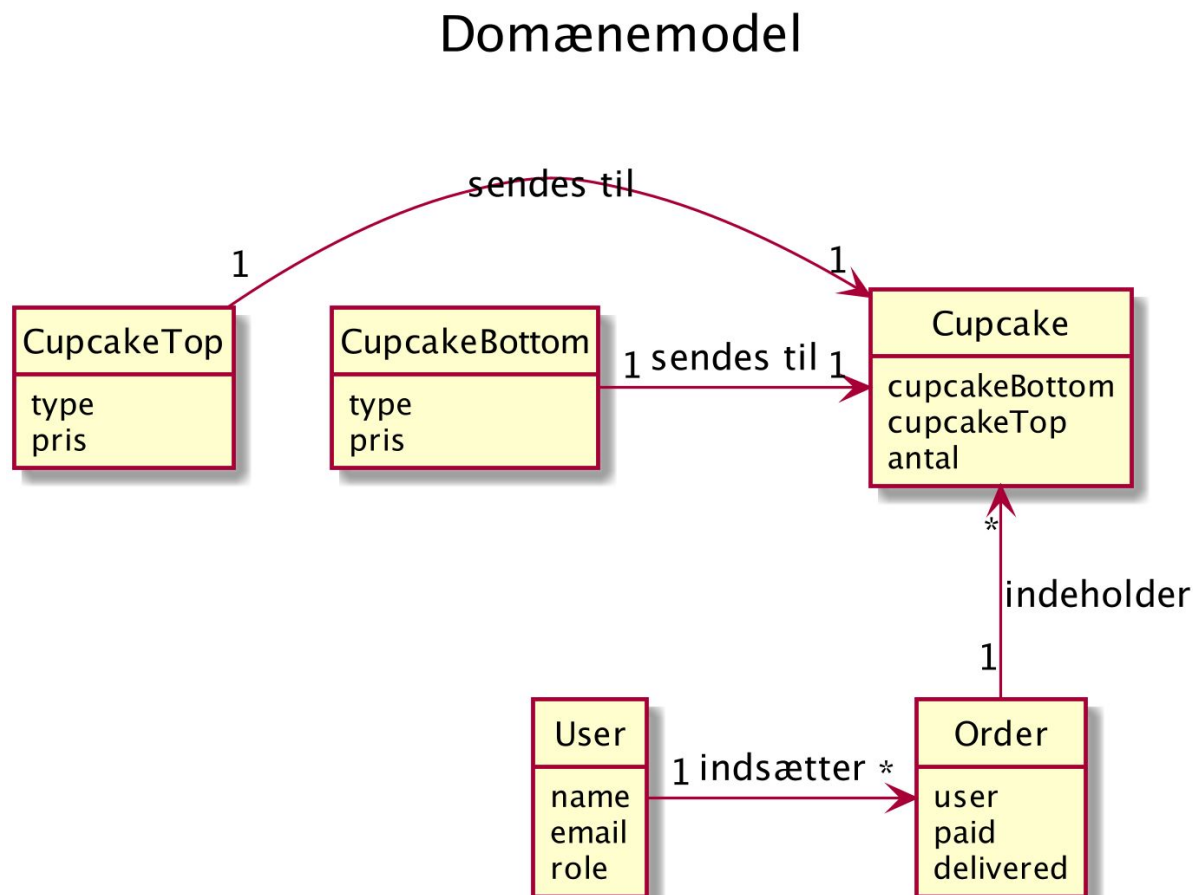 Domænemodel
sendes til
1
1
CupcakeTop
type
pris
CupcakeBottom
type
pris
1 sendes til 1
Cupcake
cupcakeBottom
cupcakeTop
antal
*
indeholder
1
User
name
email
role
1 indsætter *
Order
user
paid
delivered